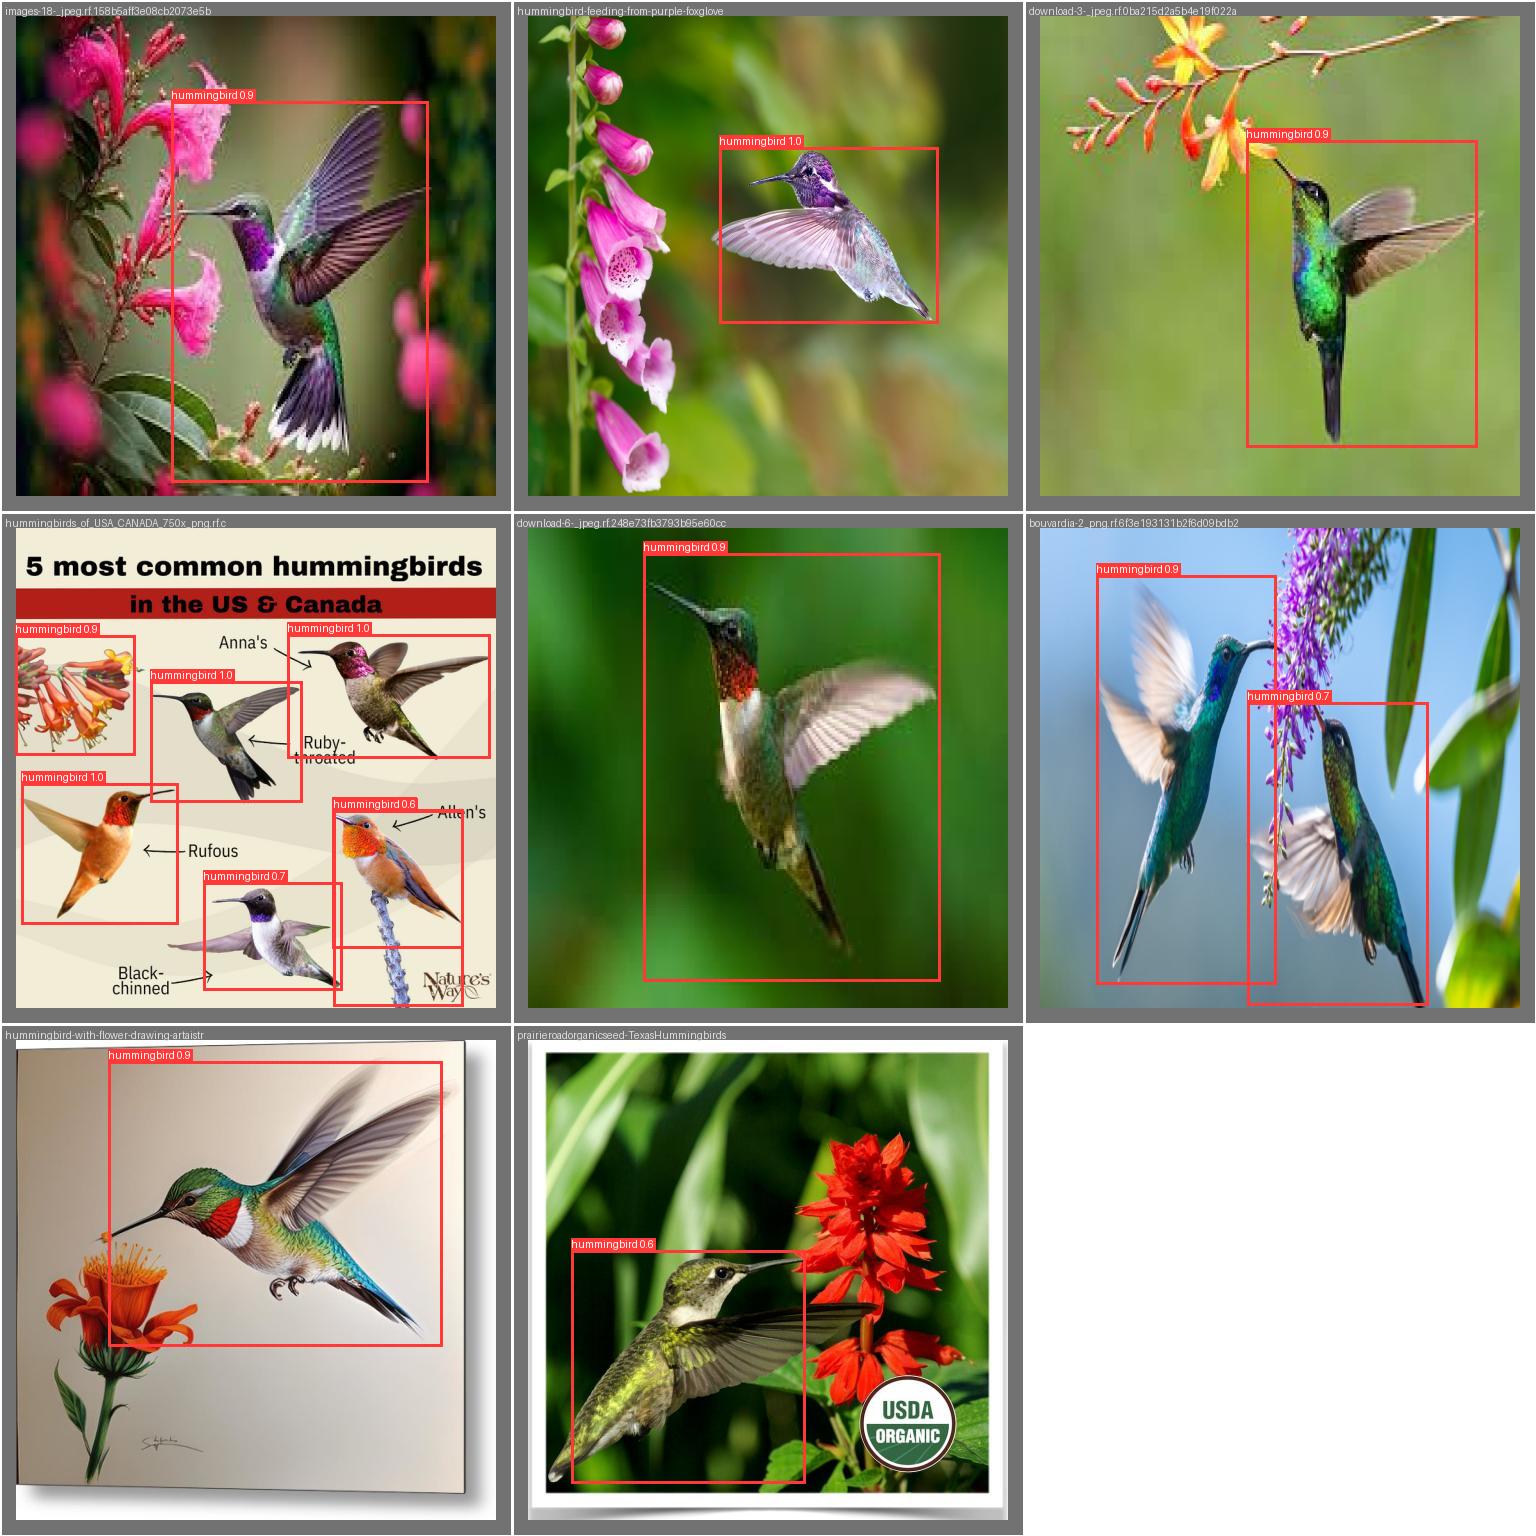 images-18-_jpeg.rf.158b5aff3e08cb2073e5b
hummingbird 0.9
hummingbird-feeding-from-purple-foxglove
hummingbird 1.0
download-3-_jpeg.rf.0ba215d2a5b4e19f022a
hummingbird 0.9
hummingbirds_of_USA_CANADA_750x_png.rf.c
5 most common hummingbirds
in the US & Canada
hummingbird 0.9
hummingbird 1.0
Anna's
hummingbird 1.0
Ruby-
throated
hummingbird 1.0
hummingbird 0.6
Allen's
Rufous
hummingbird 0.7
Black-
chinned
Nature's
Way
download-6-_jpeg.rf.248e73fb3793b95e60cc
hummingbird 0.9
bouvardia-2_png.rf.6f3e193131b2f6d09bdb2
hummingbird 0.9
hummingbird 0.7
hummingbird-with-flower-drawing-artaistr
hummingbird 0.9
prairieroadorganicseed-TexasHummingbirds
hummingbird 0.6
USDA
ORGANIC